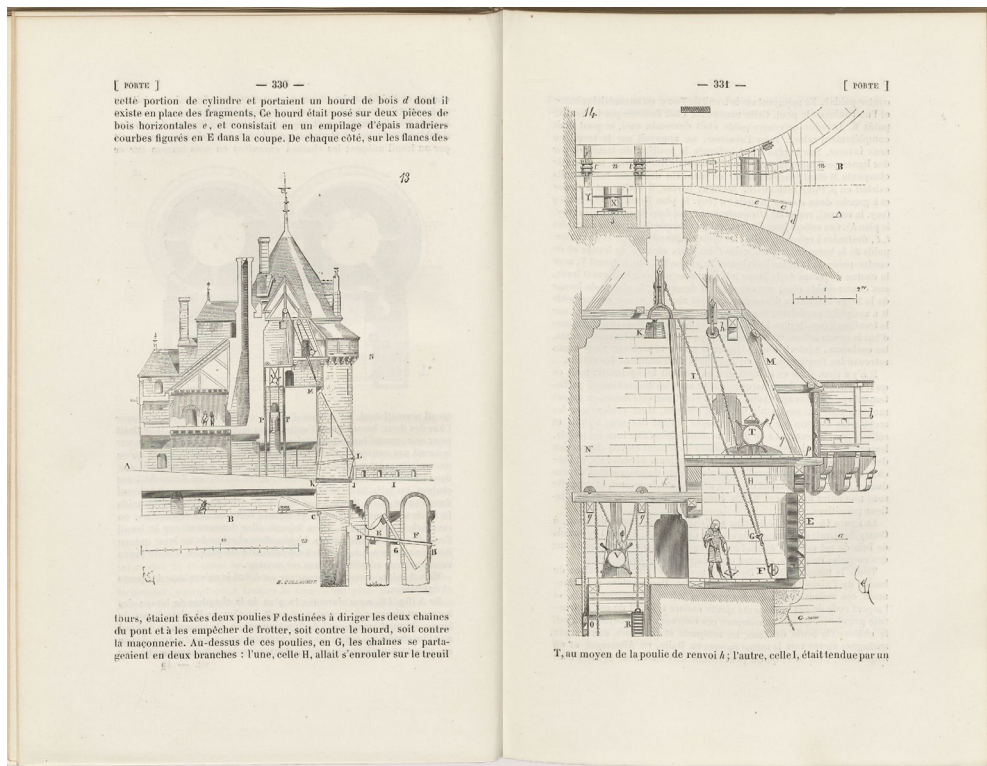 [ PORTE ]
— 330 —
cette portion de cylindre et portaient un hourd de bois d dont il
existe en place des fragments. Ce hourd était posé sur deux pièces de
bois horizontales e, et consistait en un empilage d'épais madriers
courbes figurés en E dans la coupe. De chaque côté, sur les flancs des
13
N
E
P
P
A
L
K
J
I
B
C
D
E
F
G
H
E. GUILLAUMOT
tours, étaient fixées deux poulies F destinées à diriger les deux chaînes
du pont et à les empêcher de frotter, soit contre le hourd, soit contre
la maçonnerie. Au-dessus de ces poulies, en G, les chaînes se parta-
geaient en deux branches : l'une, celle H, allait s'enrouler sur le treuil
— 331 —
[ PORTE ]
14
n
m
B
X
e
e
d
K
h
M
I
b
T
N
p
H
E
g
g
G
a
V
F
O
R
T, au moyen de la poulie de renvoi h ; l'autre, celle I, était tendue par un